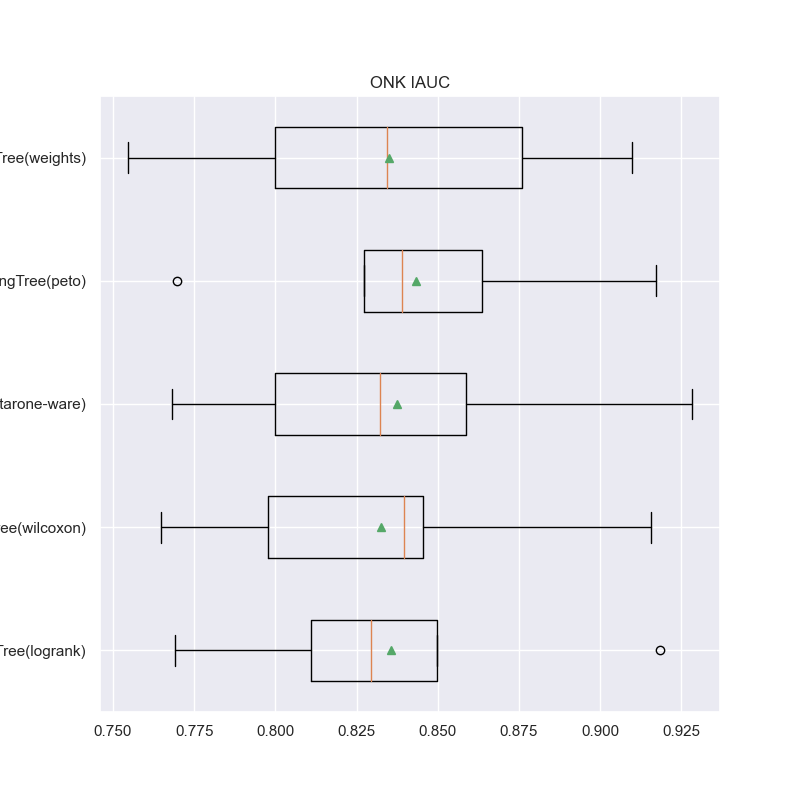 ONK IAUC
Tree(weights)
ngTree(peto)
tarone-ware)
ree(wilcoxon)
Tree(logrank)
0.750 0.775 0.800 0.825 0.850 0.875 0.900 0.925